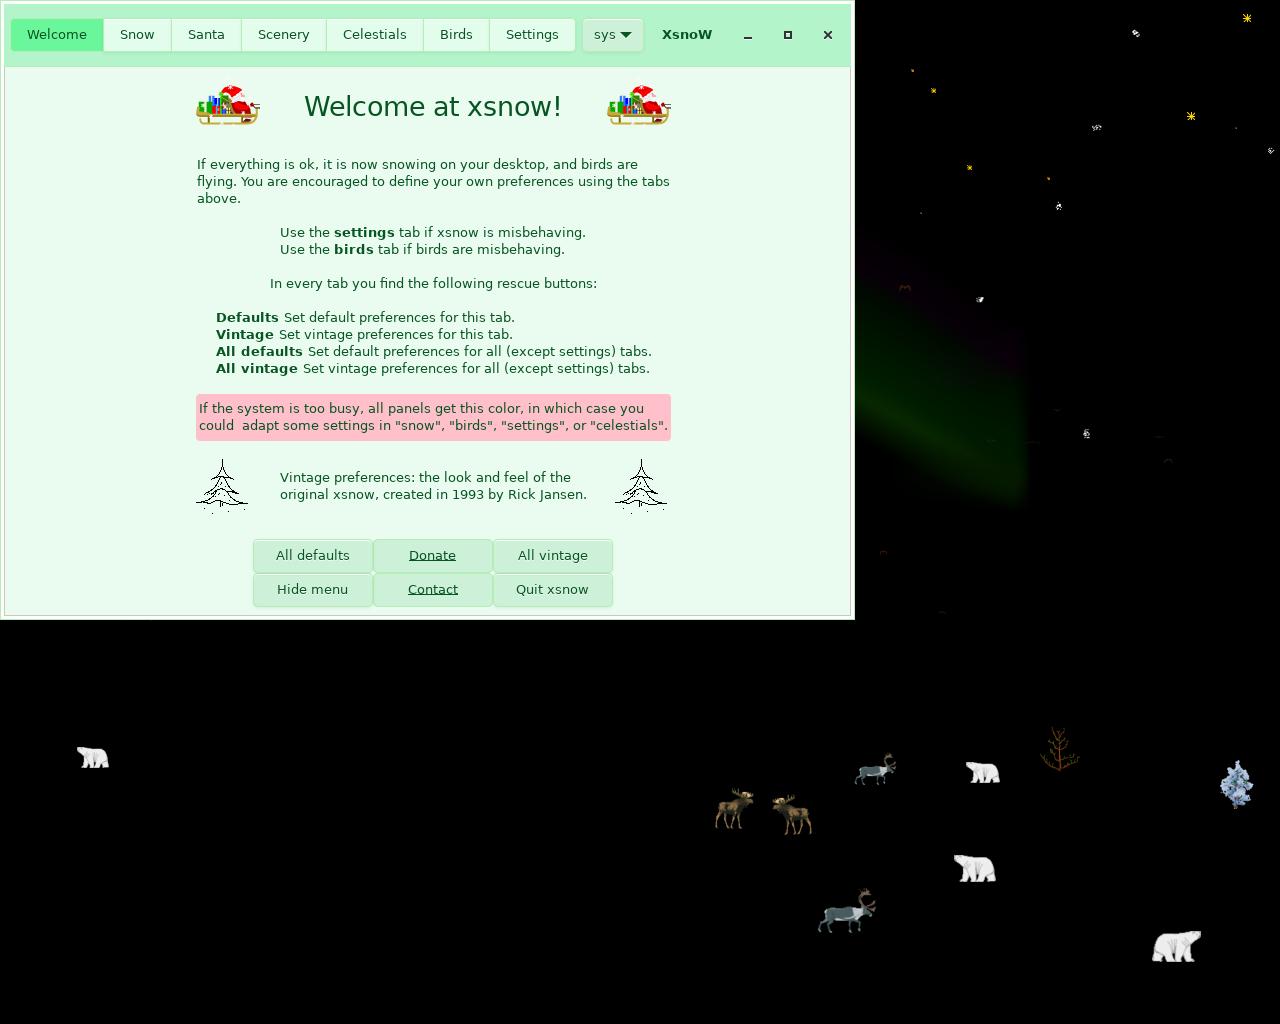 Welcome Snow Santa Scenery Celestials Birds Settings sys XsnoW
Welcome at xsnow!
If everything is ok, it is now snowing on your desktop, and birds are
flying. You are encouraged to define your own preferences using the tabs
above.
Use the settings tab if xsnow is misbehaving.
Use the birds tab if birds are misbehaving.
In every tab you find the following rescue buttons:
Defaults Set default preferences for this tab.
Vintage Set vintage preferences for this tab.
All defaults Set default preferences for all (except settings) tabs.
All vintage Set vintage preferences for all (except settings) tabs.
If the system is too busy, all panels get this color, in which case you
could  adapt some settings in "snow", "birds", "settings", or "celestials".
Vintage preferences: the look and feel of the
original xsnow, created in 1993 by Rick Jansen.
All defaults Donate All vintage
Hide menu Contact Quit xsnow